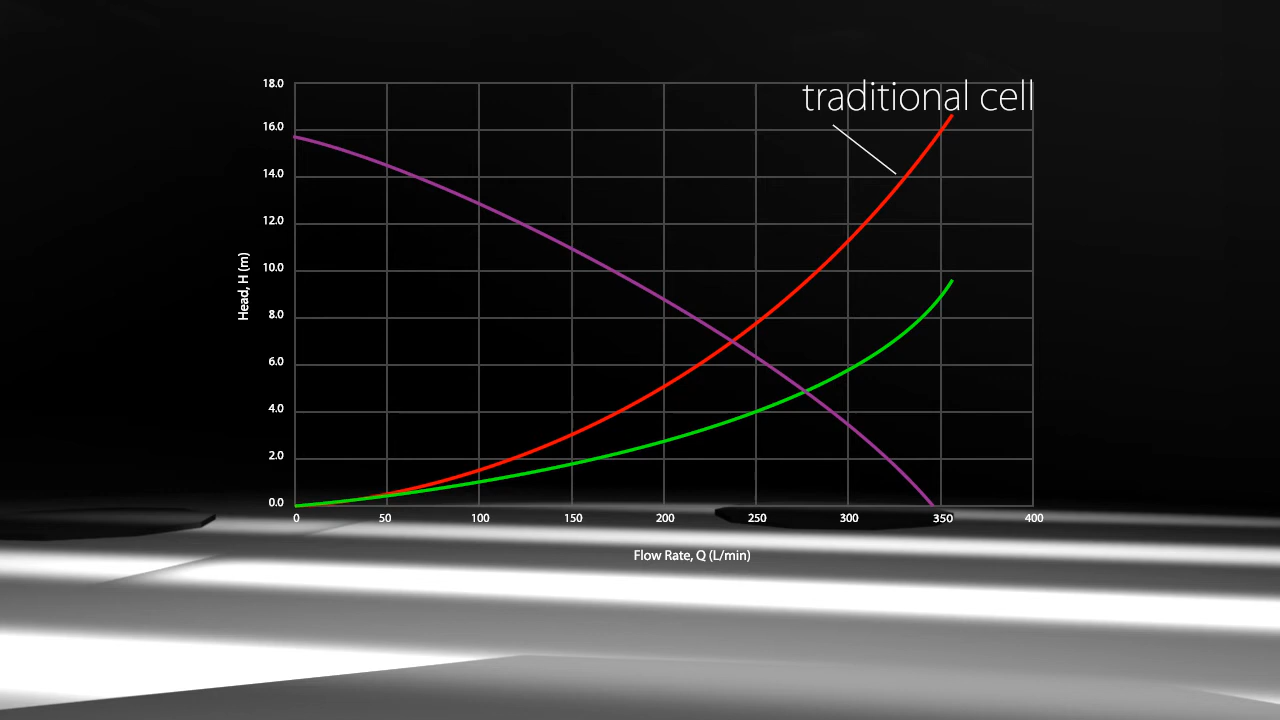 traditional cell
18.0
16.0
14.0
12.0
10.0
8.0
6.0
4.0
2.0
0.0
Head, H (m)
0 50 100 150 200 250 300 350 400
Flow Rate, Q (L/min)